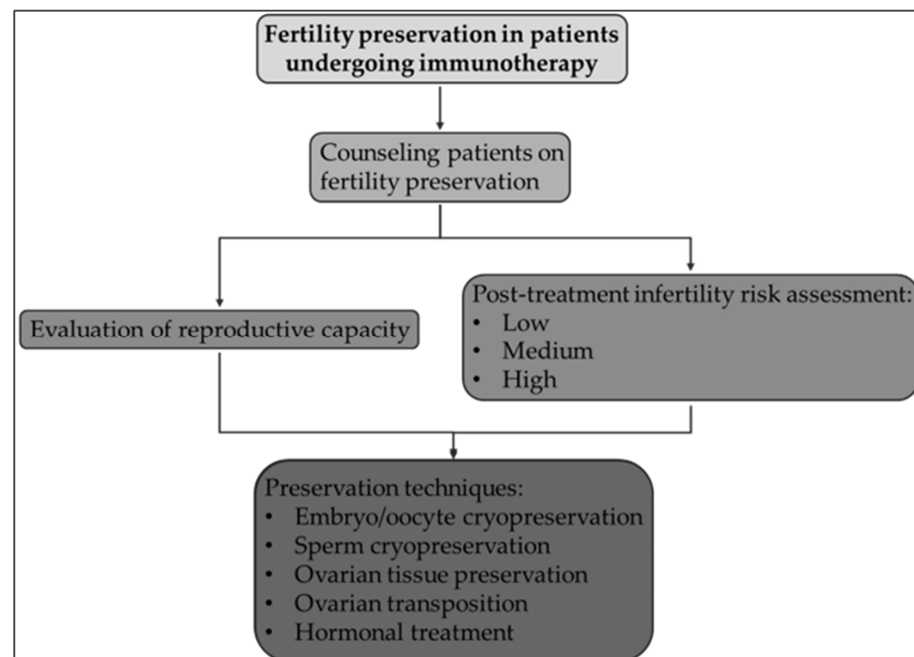 Fertility preservation in patients
undergoing immunotherapy
Counseling patients on
fertility preservation
Evaluation of reproductive capacity
Post-treatment infertility risk assessment:
• Low
• Medium
• High
Preservation techniques:
• Embryo/oocyte cryopreservation
• Sperm cryopreservation
• Ovarian tissue preservation
• Ovarian transposition
• Hormonal treatment